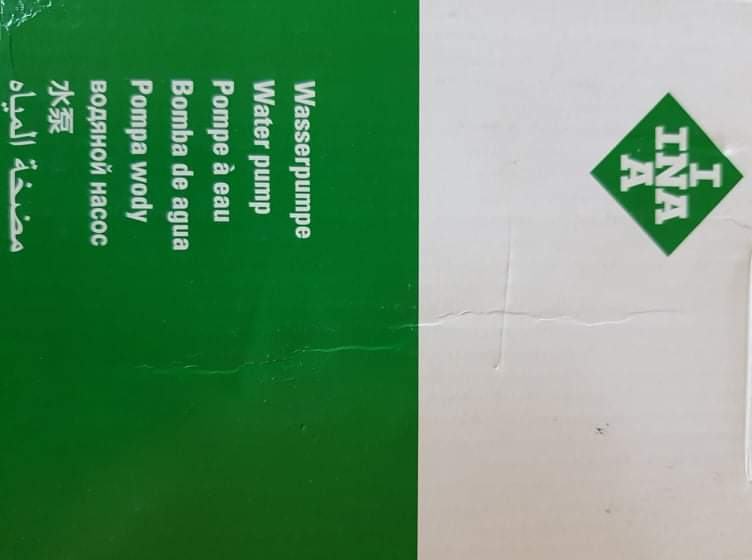 I
INA
A
Wasserpumpe
Water pump
Pompe à eau
Bomba de agua
Pompa wody
водяной насос
水泵
مضخة المياه